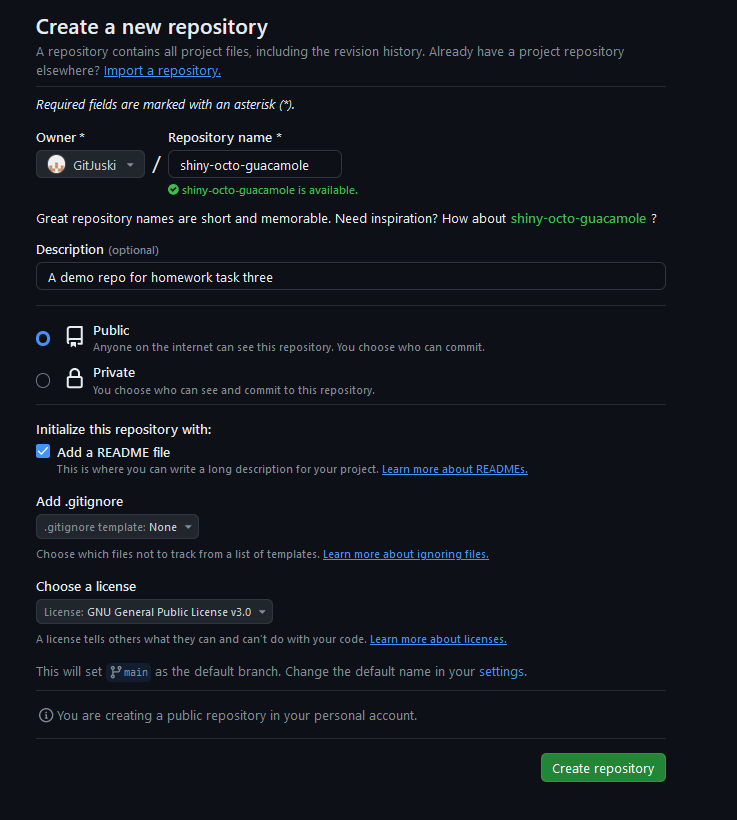 Create a new repository
A repository contains all project files, including the revision history. Already have a project repository
elsewhere? Import a repository.
Required fields are marked with an asterisk (*).
Owner * Repository name *
GitJuski / shiny-octo-guacamole
shiny-octo-guacamole is available.
Great repository names are short and memorable. Need inspiration? How about shiny-octo-guacamole ?
Description (optional)
A demo repo for homework task three
Public
Anyone on the internet can see this repository. You choose who can commit.
Private
You choose who can see and commit to this repository.
Initialize this repository with:
Add a README file
This is where you can write a long description for your project. Learn more about READMEs.
Add .gitignore
.gitignore template: None
Choose which files not to track from a list of templates. Learn more about ignoring files.
Choose a license
License: GNU General Public License v3.0
A license tells others what they can and can't do with your code. Learn more about licenses.
This will set main as the default branch. Change the default name in your settings.
You are creating a public repository in your personal account.
Create repository